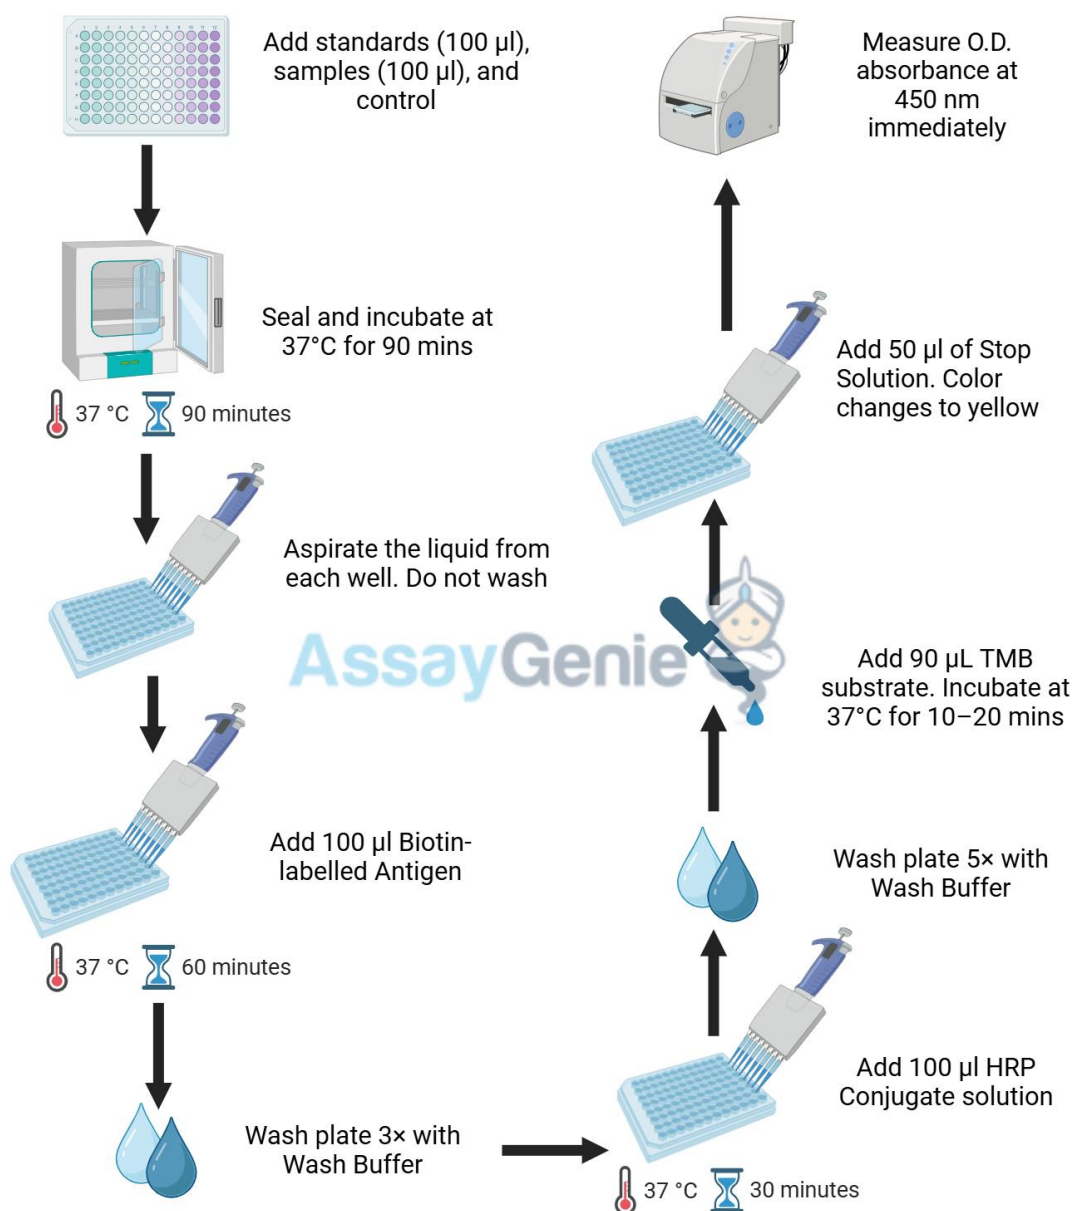 Add standards (100 µl),
samples (100 µl), and
control
Seal and incubate at
37°C for 90 mins
37 °C
90 minutes
Aspirate the liquid from
each well. Do not wash
Add 100 µl Biotin-
labelled Antigen
37 °C
60 minutes
Wash plate 3× with
Wash Buffer
Add 100 µl HRP
Conjugate solution
37 °C
30 minutes
Wash plate 5× with
Wash Buffer
Add 90 µL TMB
substrate. Incubate at
37°C for 10–20 mins
Add 50 µl of Stop
Solution. Color
changes to yellow
Measure O.D.
absorbance at
450 nm
immediately
AssayGenie